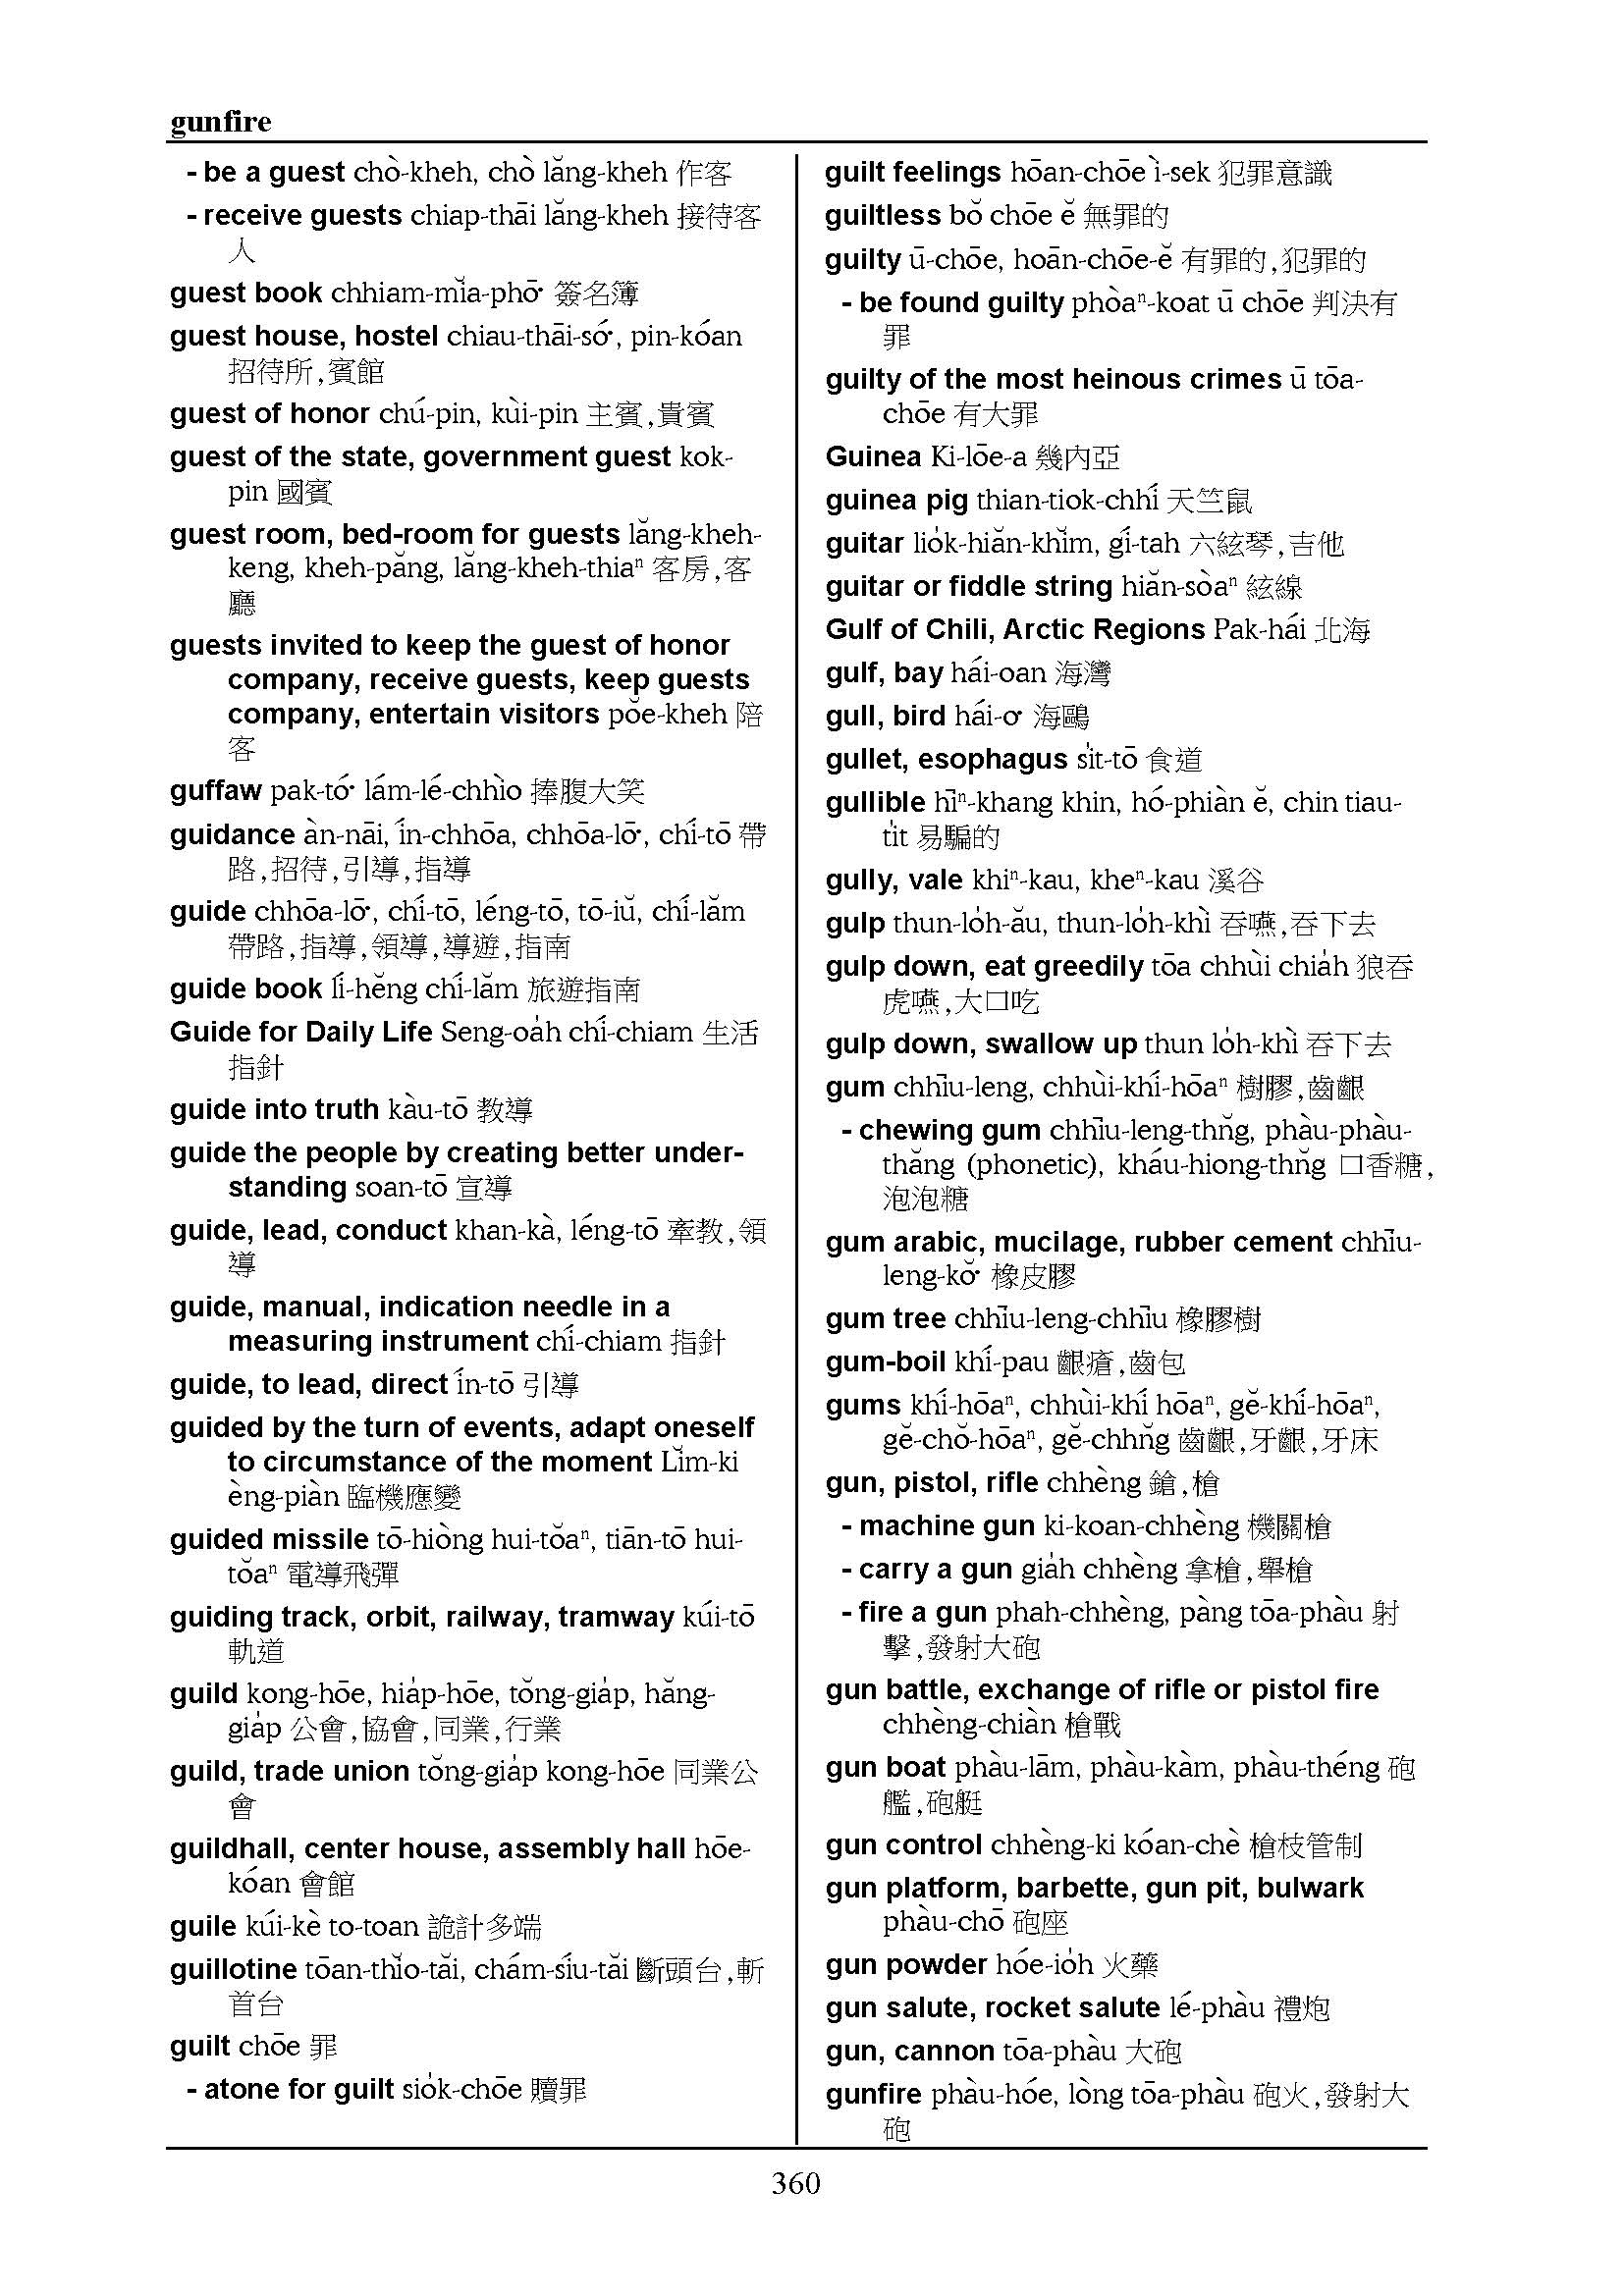 gunfire
- be a guest chò-kheh, chò lăng-kheh 作客
- receive guests chiap-thāi lăng-kheh 接待客
人
guest book chhiam-mĭa-phō͘ 簽名簿
guest house, hostel chiau-thāi-só͘, pin-kóan
招待所,賓館
guest of honor chú-pin, kùi-pin 主賓,貴賓
guest of the state, government guest kok-
pin 國賓
guest room, bed-room for guests lăng-kheh-
keng, kheh-păng, lăng-kheh-thiaⁿ 客房,客
廳
guests invited to keep the guest of honor
company, receive guests, keep guests
company, entertain visitors pŏe-kheh 陪
客
guffaw pak-tó͘ lám-lé-chhìo 捧腹大笑
guidance àn-nāi, ín-chhōa, chhōa-lō͘, chí-tō 帶
路,招待,引導,指導
guide chhōa-lō͘, chí-tō, léng-tō, tō-iŭ, chí-lăm
帶路,指導,領導,導遊,指南
guide book lí-hĕng chí-lăm 旅遊指南
Guide for Daily Life Seng-oa̍h chí-chiam 生活
指針
guide into truth kàu-tō 教導
guide the people by creating better under-
standing soan-tō 宣導
guide, lead, conduct khan-kà, léng-tō 牽教,領
導
guide, manual, indication needle in a
measuring instrument chí-chiam 指針
guide, to lead, direct ín-tō 引導
guided by the turn of events, adapt oneself
to circumstance of the moment Lĭm-ki
èng-piàn 臨機應變
guided missile tō-hiòng hui-tŏaⁿ, tiān-tō hui-
tŏaⁿ 電導飛彈
guiding track, orbit, railway, tramway kúi-tō
軌道
guild kong-hōe, hia̍p-hōe, tŏng-gia̍p, hăng-
gia̍p 公會,協會,同業,行業
guild, trade union tŏng-gia̍p kong-hōe 同業公
會
guildhall, center house, assembly hall hōe-
kóan 會館
guile kúi-kè to-toan 詭計多端
guillotine tōan-thĭo-tăi, chám-síu-tăi 斷頭台,斬
首台
guilt chōe 罪
- atone for guilt sio̍k-chōe 贖罪
guilt feelings hōan-chōe ì-sek 犯罪意識
guiltless bŏ chōe ĕ 無罪的
guilty ū-chōe, hoān-chōe-ĕ 有罪的,犯罪的
- be found guilty phòaⁿ-koat ū chōe 判決有
罪
guilty of the most heinous crimes ū tōa-
chōe 有大罪
Guinea Ki-lōe-a 幾內亞
guinea pig thian-tiok-chhí 天竺鼠
guitar lio̍k-hiăn-khĭm, gí-tah 六絃琴,吉他
guitar or fiddle string hiăn-sòaⁿ 絃線
Gulf of Chili, Arctic Regions Pak-hái 北海
gulf, bay hái-oan 海灣
gull, bird hái-o͘ 海鷗
gullet, esophagus si̍t-tō 食道
gullible hīⁿ-khang khin, hó-phiàn ĕ, chin tiau-
ti̍t 易騙的
gully, vale khiⁿ-kau, kheⁿ-kau 溪谷
gulp thun-lo̍h-ău, thun-lo̍h-khì 吞嚥,吞下去
gulp down, eat greedily tōa chhùi chia̍h 狼吞
虎嚥,大口吃
gulp down, swallow up thun lo̍h-khì 吞下去
gum chhīu-leng, chhùi-khí-hōaⁿ 樹膠,齒齦
- chewing gum chhīu-leng-thn̆g, phàu-phàu-
thăng (phonetic), kháu-hiong-thn̆g 口香糖,
泡泡糖
gum arabic, mucilage, rubber cement chhīu-
leng-kŏ͘ 橡皮膠
gum tree chhīu-leng-chhīu 橡膠樹
gum-boil khí-pau 齦瘡,齒包
gums khí-hōaⁿ, chhùi-khí hōaⁿ, gĕ-khí-hōaⁿ,
gĕ-chŏ-hōaⁿ, gĕ-chhn̆g 齒齦,牙齦,牙床
gun, pistol, rifle chhèng 鎗,槍
- machine gun ki-koan-chhèng 機關槍
- carry a gun gia̍h chhèng 拿槍,舉槍
- fire a gun phah-chhèng, pàng tōa-phàu 射
擊,發射大砲
gun battle, exchange of rifle or pistol fire
chhèng-chiàn 槍戰
gun boat phàu-lām, phàu-kàm, phàu-théng 砲
艦,砲艇
gun control chhèng-ki kóan-chè 槍枝管制
gun platform, barbette, gun pit, bulwark
phàu-chō 砲座
gun powder hóe-io̍h 火藥
gun salute, rocket salute lé-phàu 禮炮
gun, cannon tōa-phàu 大砲
gunfire phàu-hóe, lòng tōa-phàu 砲火,發射大
砲
360